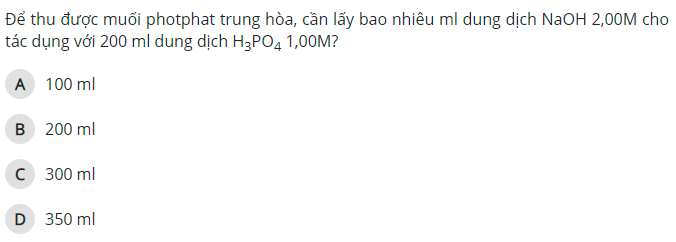 Để thu được muối photphat trung hòa, cần lấy bao nhiêu ml dung dịch NaOH 2,00M cho
tác dụng với 200 ml dung dịch H₃PO₄ 1,00M?
A 100 ml
B 200 ml
C 300 ml
D 350 ml